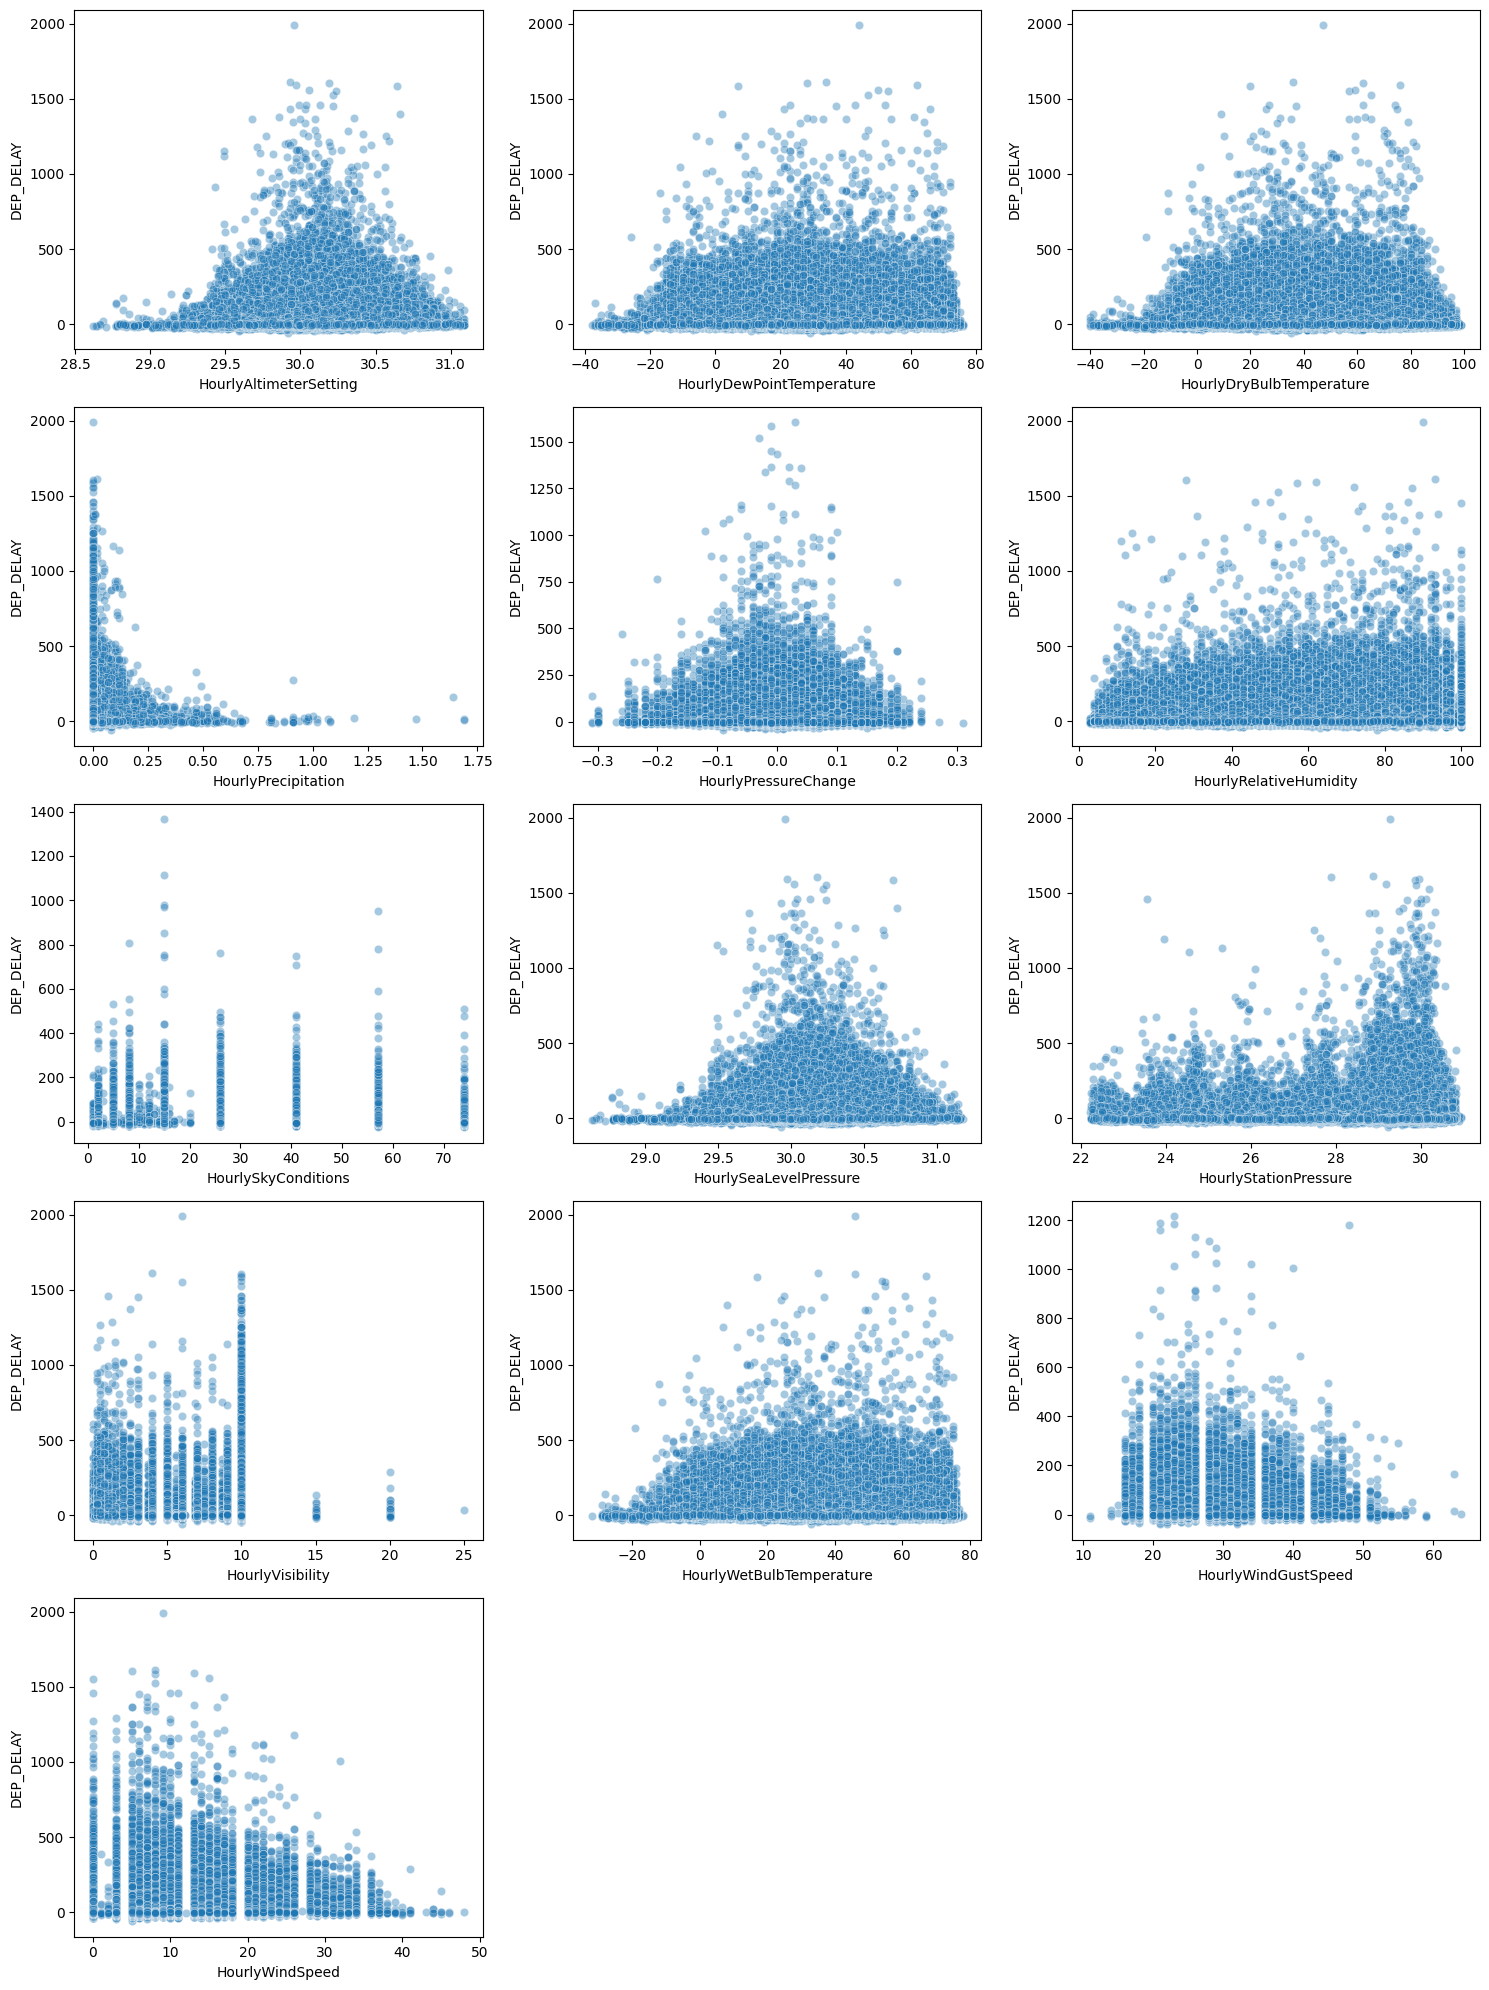 2000
1500
1000
500
0
DEP_DELAY
28.5 29.0 29.5 30.0 30.5 31.0
HourlyAltimeterSetting
2000
1500
1000
500
0
DEP_DELAY
−40 −20 0 20 40 60 80
HourlyDewPointTemperature
2000
1500
1000
500
0
DEP_DELAY
−40 −20 0 20 40 60 80 100
HourlyDryBulbTemperature
2000
1500
1000
500
0
DEP_DELAY
0.00 0.25 0.50 0.75 1.00 1.25 1.50 1.75
HourlyPrecipitation
1500
1250
1000
750
500
250
0
DEP_DELAY
−0.3 −0.2 −0.1 0.0 0.1 0.2 0.3
HourlyPressureChange
2000
1500
1000
500
0
DEP_DELAY
0 20 40 60 80 100
HourlyRelativeHumidity
1400
1200
1000
800
600
400
200
0
DEP_DELAY
0 10 20 30 40 50 60 70
HourlySkyConditions
2000
1500
1000
500
0
DEP_DELAY
29.0 29.5 30.0 30.5 31.0
HourlySeaLevelPressure
2000
1500
1000
500
0
DEP_DELAY
22 24 26 28 30
HourlyStationPressure
2000
1500
1000
500
0
DEP_DELAY
0 5 10 15 20 25
HourlyVisibility
2000
1500
1000
500
0
DEP_DELAY
−20 0 20 40 60 80
HourlyWetBulbTemperature
1200
1000
800
600
400
200
0
DEP_DELAY
10 20 30 40 50 60
HourlyWindGustSpeed
2000
1500
1000
500
0
DEP_DELAY
0 10 20 30 40 50
HourlyWindSpeed